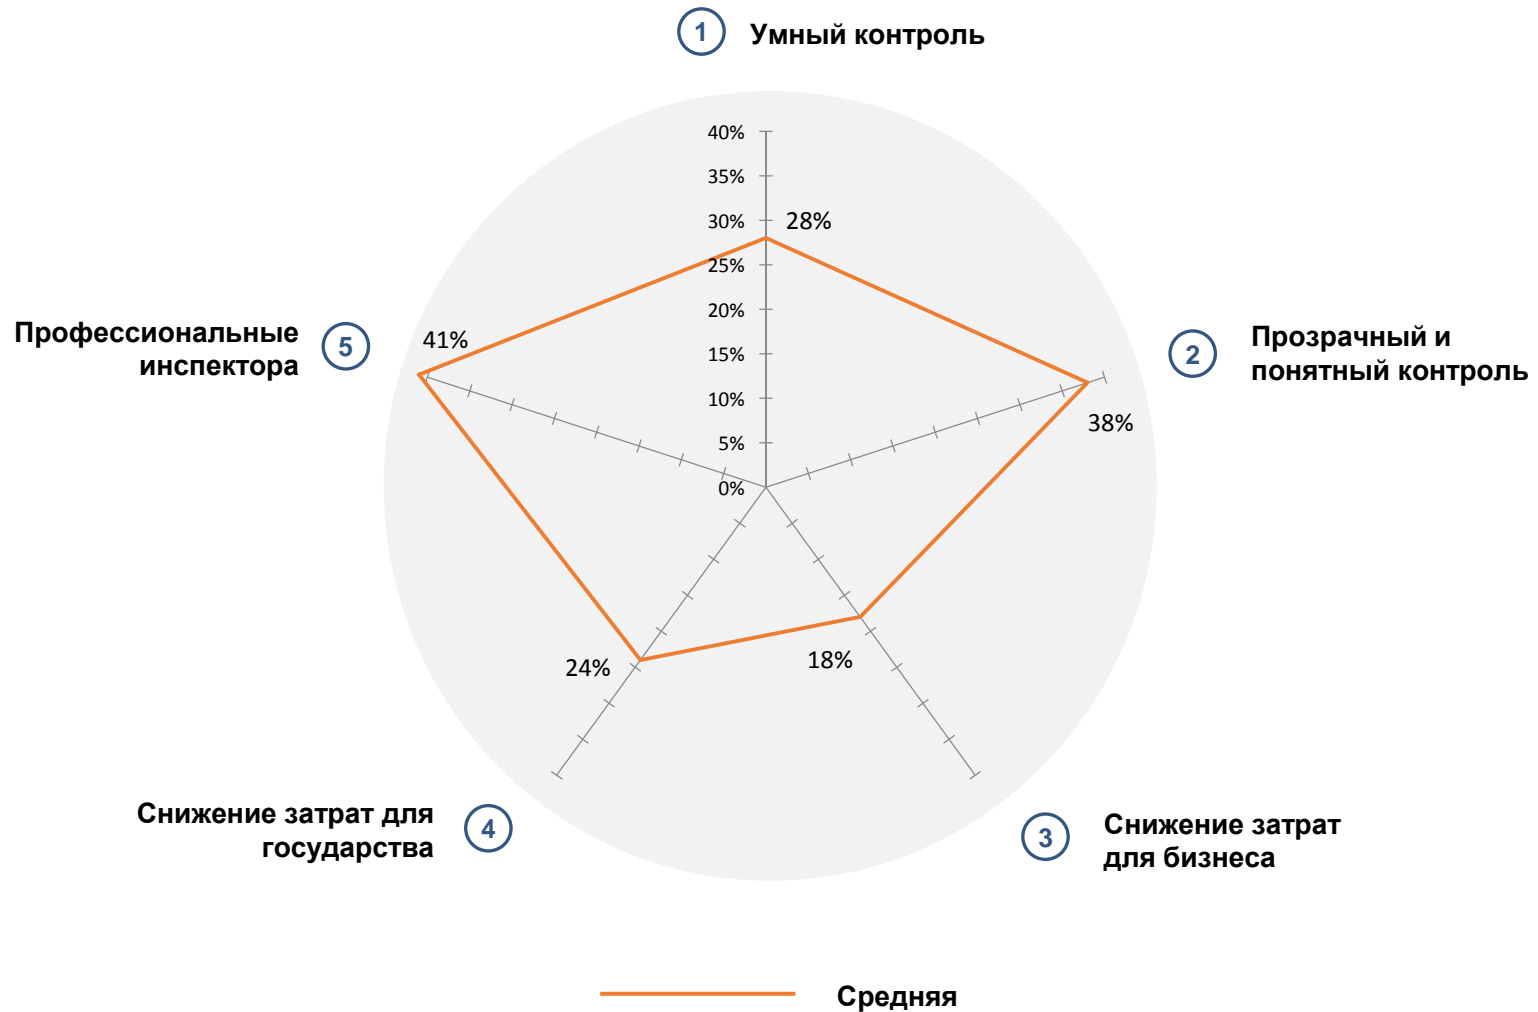 1 Умный контроль
40%
35%
30%
28%
25%
20%
15%
10%
5%
0%
Профессиональные
инспектора
5
41%
2
Прозрачный и
понятный контроль
38%
24%
18%
Снижение затрат для
государства
4
3
Снижение затрат
для бизнеса
Средняя